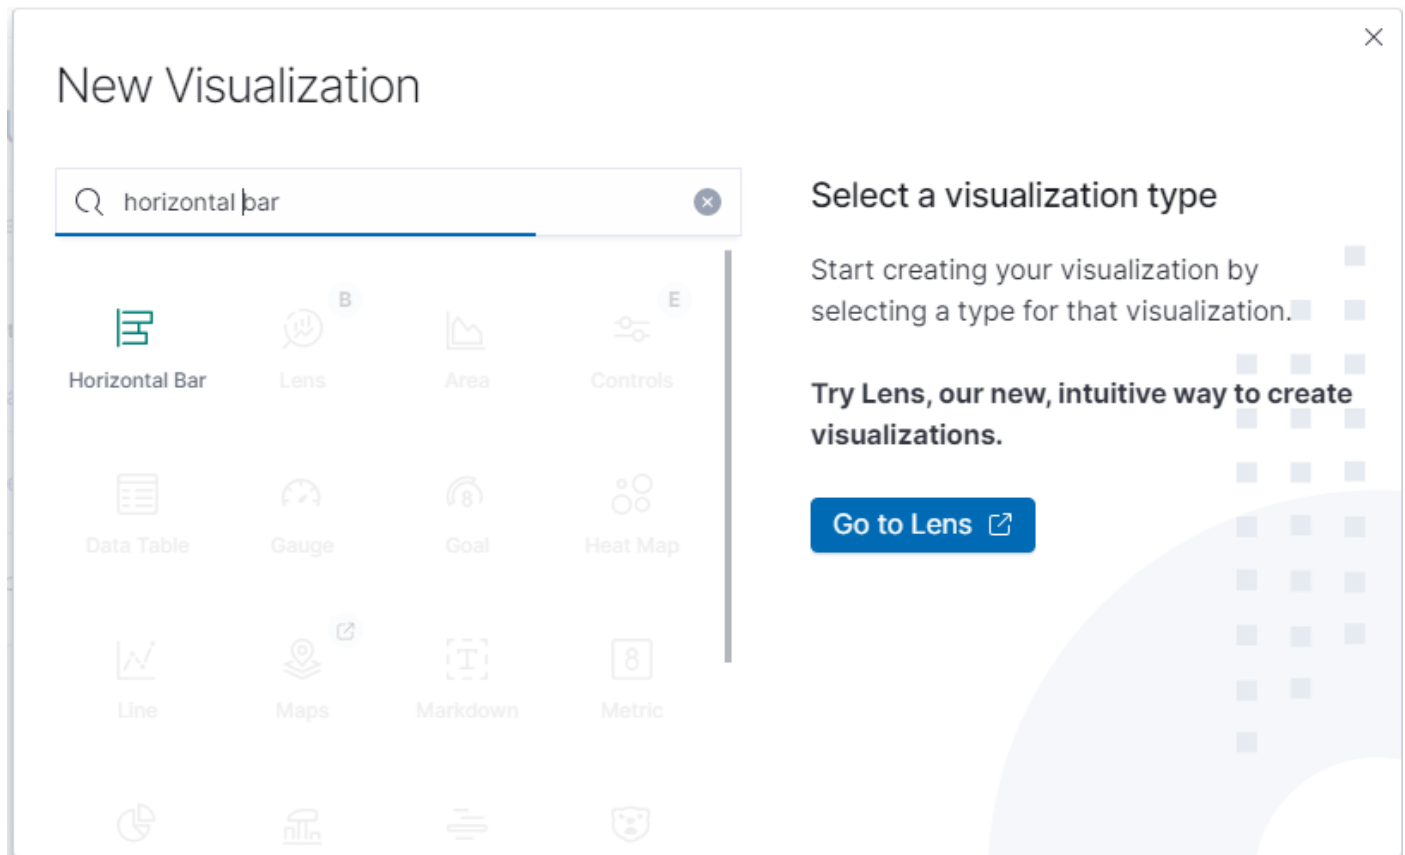 New Visualization
horizontal bar
Select a visualization type
Start creating your visualization by
selecting a type for that visualization.
Try Lens, our new, intuitive way to create
visualizations.
Go to Lens
B
E
Horizontal Bar
Lens
Area
Controls
Data Table
Gauge
Goal
8
Heat Map
Line
Maps
T
Markdown
8
Metric